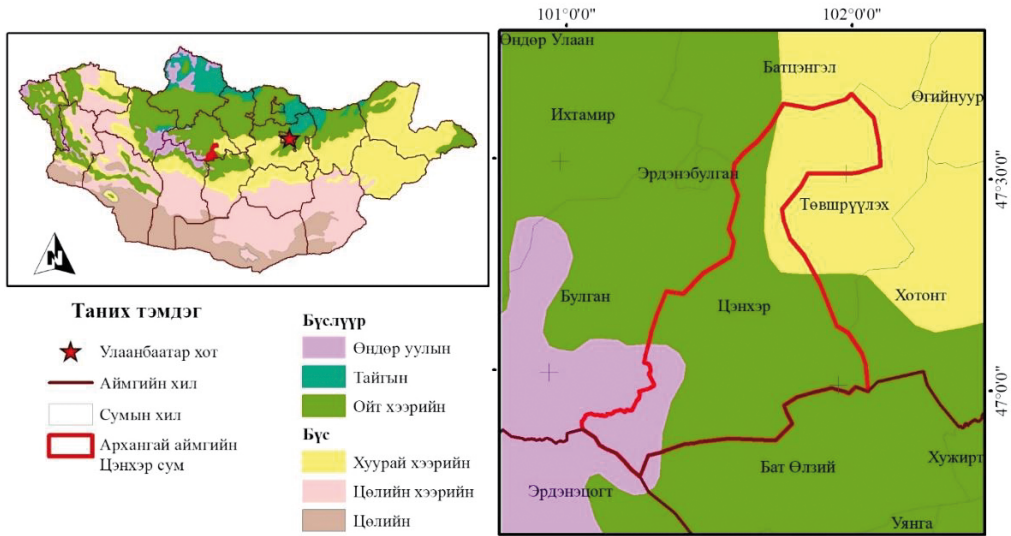 N
Таних тэмдэг
Улаанбаатар хот
Аймгийн хил
Сумын хил
Архангай аймгийн
Цэнхэр сум
Бүслүүр
Өндөр уулын
Тайгын
Ойт хээрийн
Бүс
Хуурай хээрийн
Цөлийн хээрийн
Цөлийн
101°0'0"
102°0'0"
Өндөр Улаан
Батцэнгэл
Өгийнуур
Ихтамир
Эрдэнэбулган
47°30'0"
Төвшрүүлэх
Булган
Цэнхэр
Хотонт
47°0'0"
Бат Өлзий
Хужирт
Эрдэнэцогт
Уянга